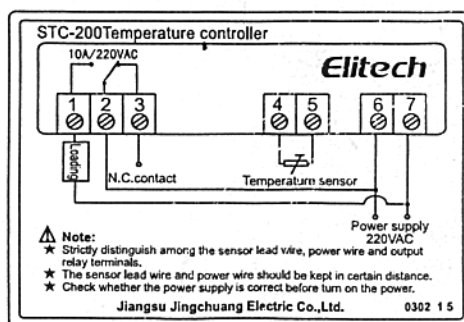 STC-200Temperature controller
10A/220VAC
Elitech
1 2 3 4 5 6 7
Loading
N.C.contact
Temperaturm sensor
Power supply
220VAC
⚠ Note:
★ Strictly distinguish among the sensor lead wire, power wire and output
relay terminals.
★ The sensor lead wire and power wire should be kept in certain distance.
★ Check whether the power supply is correct before turn on the power.
Jiangsu Jingchuang Electric Co.,Ltd.
0302 1 5